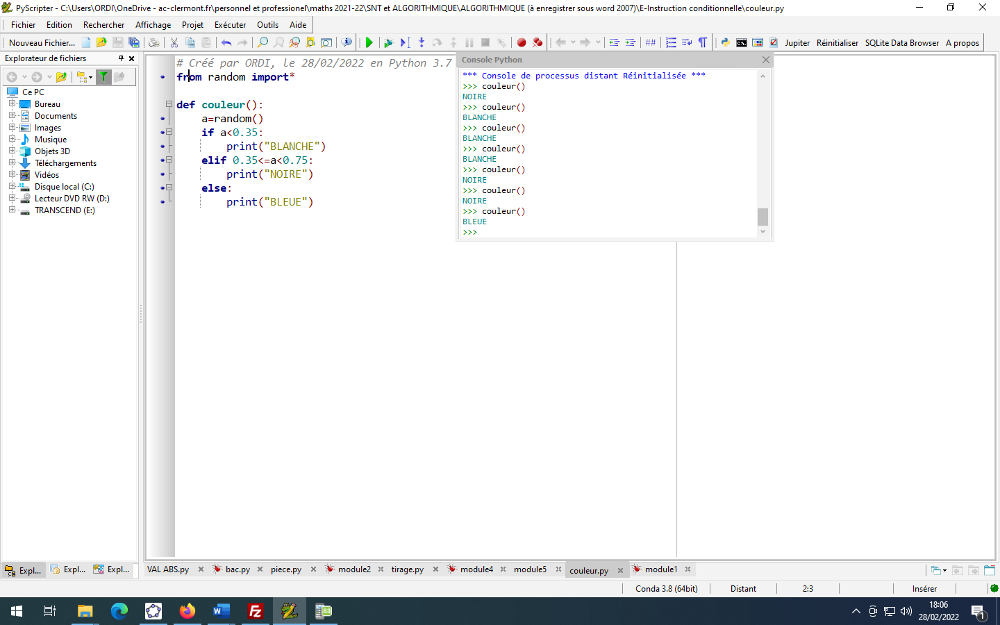 PyScripter - C:\Users\ORDI\OneDrive - ac-clermont.fr\personnel et professionel\maths 2021-22\SNT et ALGORITHMIQUE\ALGORITHMIQUE (à enregistrer sous word 2007)\E-Instruction conditionnelle\couleur.py
Fichier Edition Rechercher Affichage Projet Exécuter Outils Aide
Nouveau Fichier... Jupiter Réinitialiser SQLite Data Browser A propos
Explorateur de fichiers
Ce PC
Bureau
Documents
Images
Musique
Objets 3D
Téléchargements
Vidéos
Disque local (C:)
Lecteur DVD RW (D:)
TRANSCEND (E:)
Expl... Expl... Expl...
# Créé par ORDI, le 28/02/2022 en Python 3.7
from random import*
def couleur():
a=random()
if a<0.35:
print("BLANCHE")
elif 0.35<=a<0.75:
print("NOIRE")
else:
print("BLEUE")
Console Python
*** Console de processus distant Réinitialisée ***
>>> couleur()
NOIRE
>>> couleur()
BLANCHE
>>> couleur()
BLANCHE
>>> couleur()
BLANCHE
>>> couleur()
NOIRE
>>> couleur()
NOIRE
>>> couleur()
BLEUE
>>>
VAL ABS.py bac.py piece.py module2 tirage.py module4 module5 couleur.py module1
Conda 3.8 (64bit) Distant 2:3 Insérer
18:06
28/02/2022
1